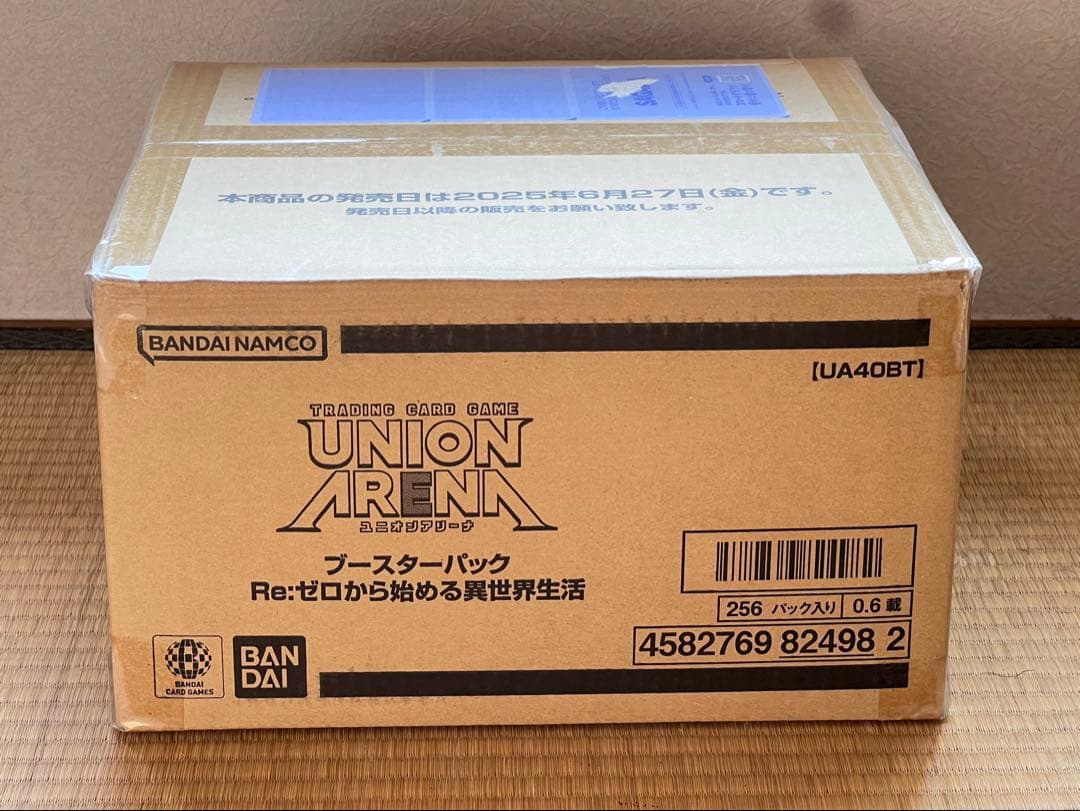 本商品の発売日は2025年6月27日(金)です。
発売日以降の販売をお願い致します。
BANDAI NAMCO
【UA40BT】
TRADING CARD GAME
UNION
ARENA
ユニオンアリーナ
ブースターパック
Re:ゼロから始める異世界生活
256 パック入り 0.6 載
4582769 82498 2
BANDAI
CARD GAMES
BAN
DAI